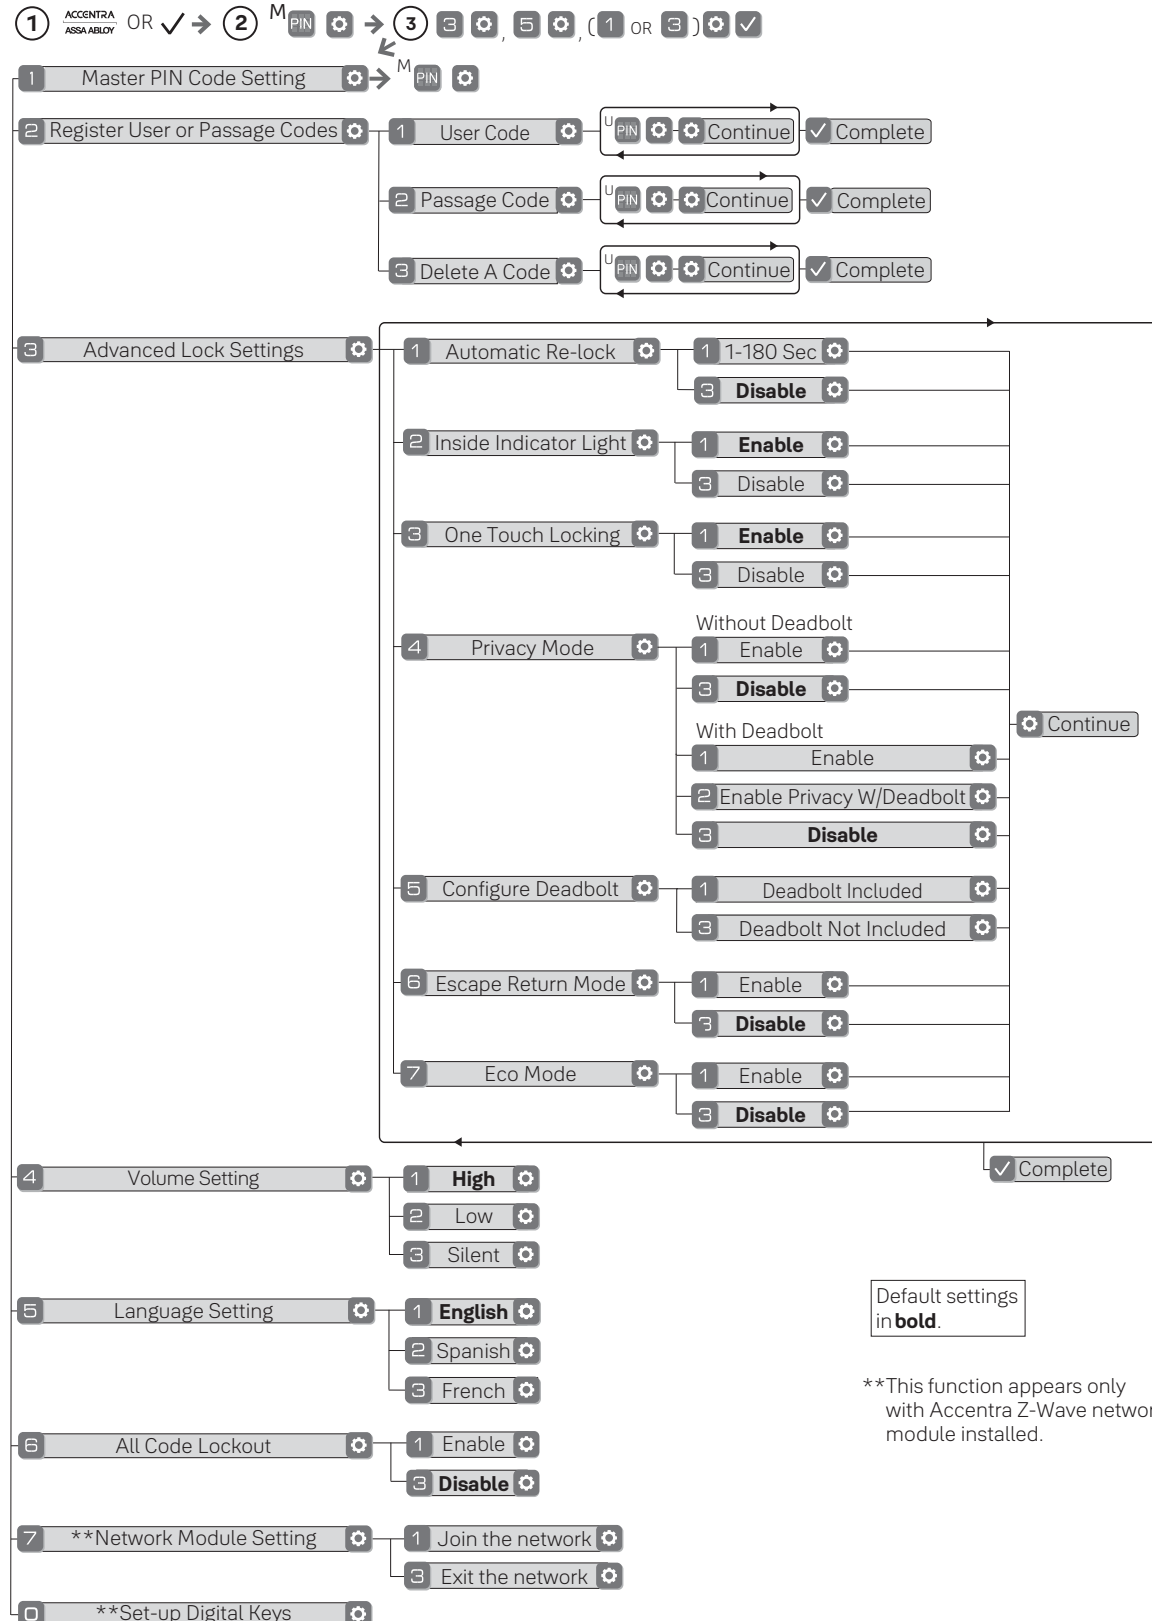 1 ACCENTRA ASSA ABLOY OR ✓ → 2 M PIN → 3 3 , 5 , (1 OR 3) ✓
1 Master PIN Code Setting → M PIN
2 Register User or Passage Codes
1 User Code U PIN Continue ✓ Complete
2 Passage Code U PIN Continue ✓ Complete
3 Delete A Code U PIN Continue ✓ Complete
3 Advanced Lock Settings
1 Automatic Re-lock
1 1-180 Sec
3 Disable
2 Inside Indicator Light
1 Enable
3 Disable
3 One Touch Locking
1 Enable
3 Disable
4 Privacy Mode
Without Deadbolt
1 Enable
3 Disable
With Deadbolt
1 Enable
2 Enable Privacy W/Deadbolt
3 Disable
Continue
5 Configure Deadbolt
1 Deadbolt Included
3 Deadbolt Not Included
6 Escape Return Mode
1 Enable
3 Disable
7 Eco Mode
1 Enable
3 Disable
✓ Complete
4 Volume Setting
1 High
2 Low
3 Silent
5 Language Setting
1 English
2 Spanish
3 French
Default settings
in bold.
**This function appears only
with Accentra Z-Wave networ
module installed.
6 All Code Lockout
1 Enable
3 Disable
7 **Network Module Setting
1 Join the network
3 Exit the network
0 **Set-up Digital Keys